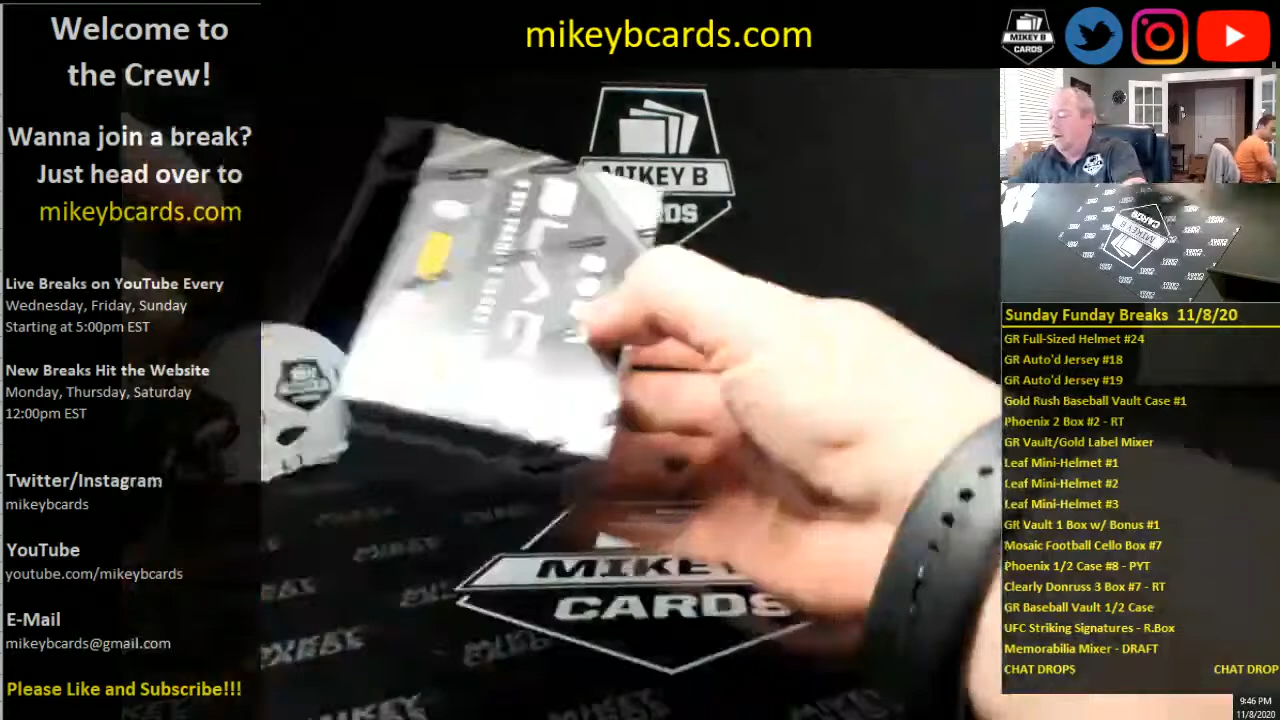 Welcome to
the Crew!
Wanna join a break?
Just head over to
mikeybcards.com
Live Breaks on YouTube Every
Wednesday, Friday, Sunday
Starting at 5:00pm EST
New Breaks Hit the Website
Monday, Thursday, Saturday
12:00pm EST
Twitter/Instagram
mikeybcards
YouTube
youtube.com/mikeybcards
E-Mail
mikeybcards@gmail.com
Please Like and Subscribe!!!
mikeybcards.com
MIKEY B
CARDS
MIKEY B
CARDS
Sunday Funday Breaks 11/8/20
GR Full-Sized Helmet #24
GR Auto'd Jersey #18
GR Auto'd Jersey #19
Gold Rush Baseball Vault Case #1
Phoenix 2 Box #2 - RT
GR Vault/Gold Label Mixer
Leaf Mini-Helmet #1
Leaf Mini-Helmet #2
Leaf Mini-Helmet #3
GR Vault 1 Box w/ Bonus #1
Mosaic Football Cello Box #7
Phoenix 1/2 Case #8 - PYT
Clearly Donruss 3 Box #7 - RT
GR Baseball Vault 1/2 Case
UFC Striking Signatures - R.Box
Memorabilia Mixer - DRAFT
CHAT DROPS CHAT DROP
9:46 PM
11/8/2020